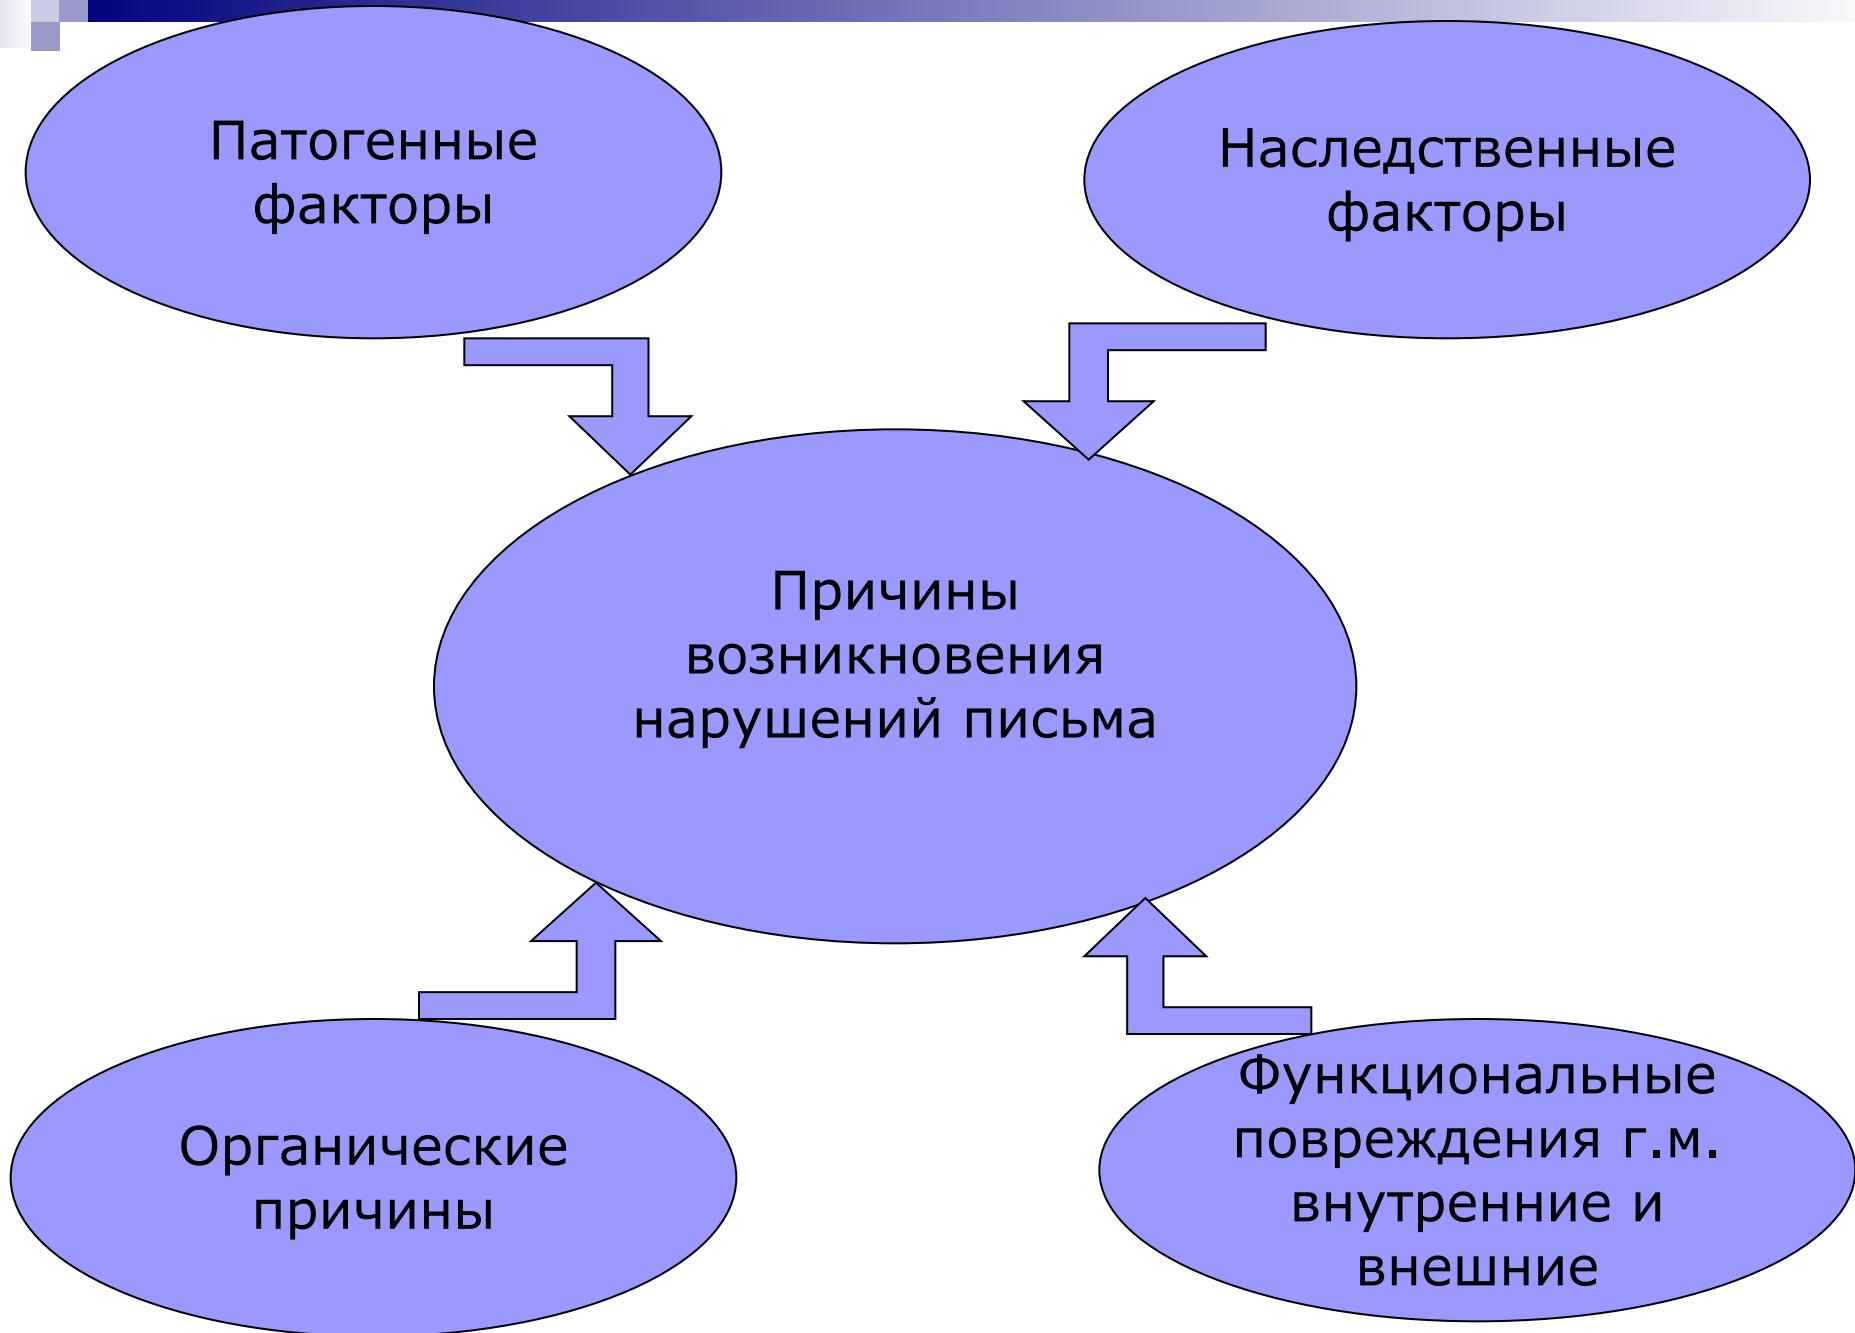 Патогенные
факторы
Наследственные
факторы
Причины
возникновения
нарушений письма
Органические
причины
Функциональные
повреждения г.м.
внутренние и
внешние